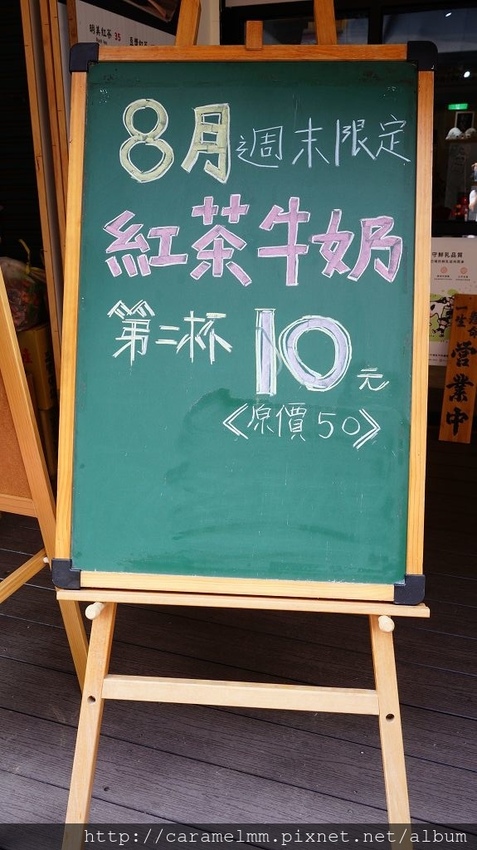 8月週末限定
紅茶牛奶
第二杯 10元
《原價50》
營業中
http://caramelmm.pixnet.net/album